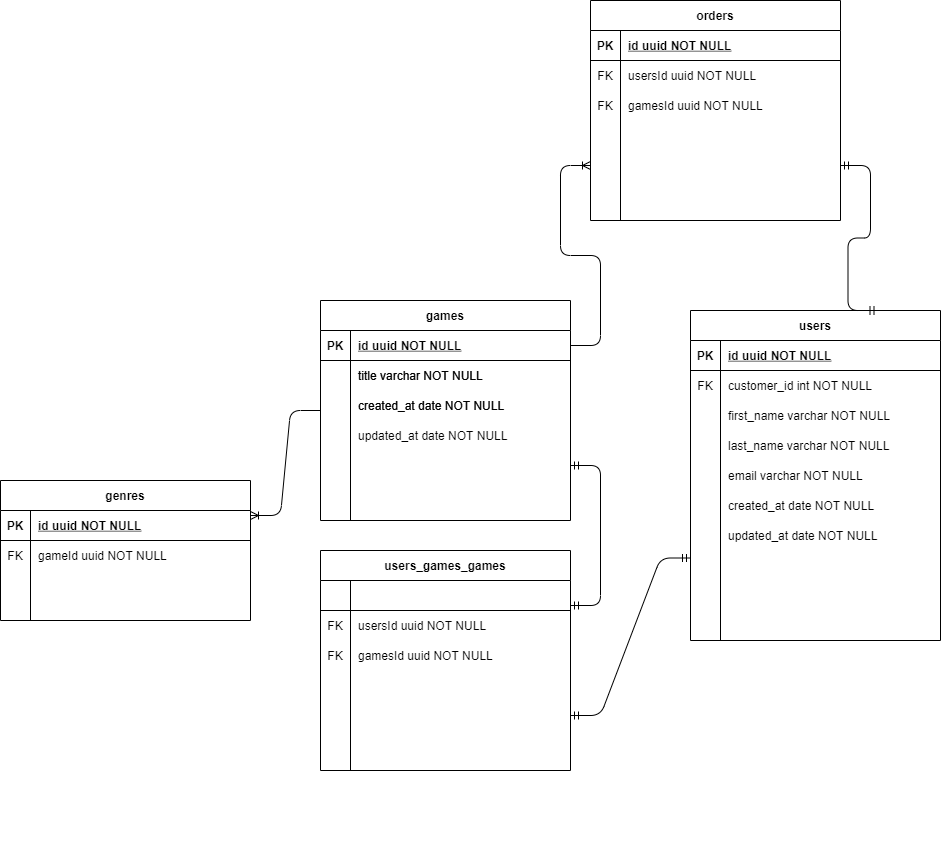 orders
PK id uuid NOT NULL
FK usersId uuid NOT NULL
FK gamesId uuid NOT NULL
games
PK id uuid NOT NULL
title varchar NOT NULL
created_at date NOT NULL
updated_at date NOT NULL
users
PK id uuid NOT NULL
FK customer_id int NOT NULL
first_name varchar NOT NULL
last_name varchar NOT NULL
email varchar NOT NULL
created_at date NOT NULL
updated_at date NOT NULL
genres
PK id uuid NOT NULL
FK gameId uuid NOT NULL
users_games_games
FK usersId uuid NOT NULL
FK gamesId uuid NOT NULL